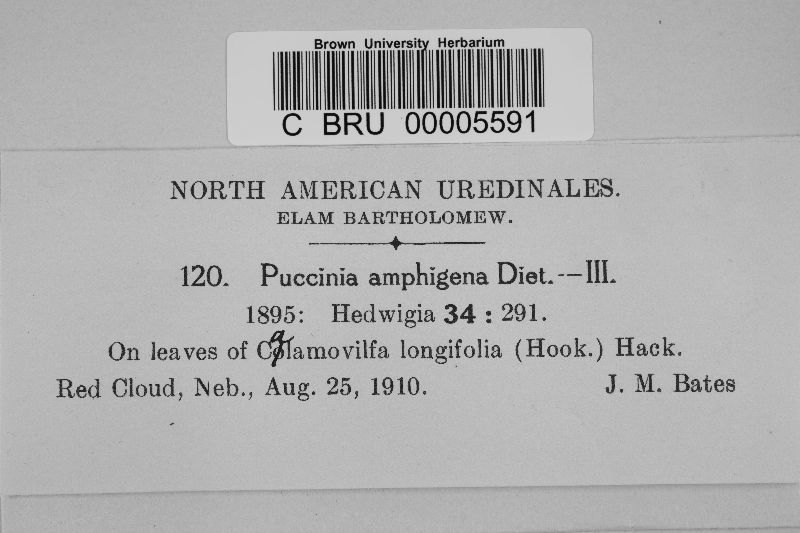 Brown University Herbarium
C BRU 00005591
NORTH AMERICAN UREDINALES.
ELAM BARTHOLOMEW.
120. Puccinia amphigena Diet.—III.
1895: Hedwigia 34 : 291.
On leaves of Calamovilfa longifolia (Hook.) Hack.
Red Cloud, Neb., Aug. 25, 1910. J. M. Bates